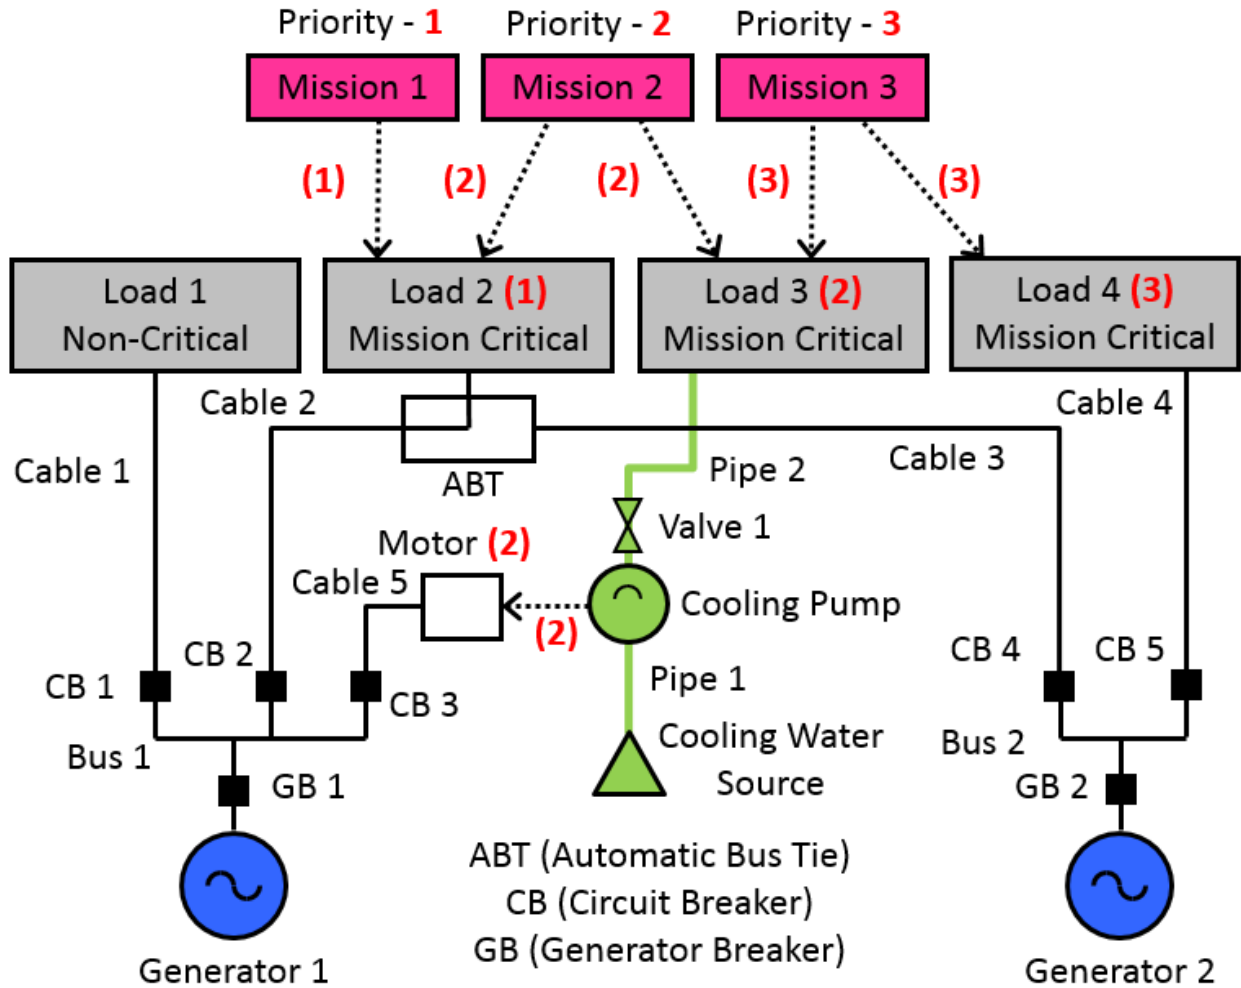 Priority - 1
Priority - 2
Priority - 3
Mission 1
Mission 2
Mission 3
(1)
(2)
(2)
(3)
(3)
Load 1
Non-Critical
Load 2 (1)
Mission Critical
Load 3 (2)
Mission Critical
Load 4 (3)
Mission Critical
Cable 2
Cable 4
Cable 1
ABT
Pipe 2
Cable 3
Motor (2)
Valve 1
Cable 5
(2)
Cooling Pump
CB 1
CB 2
CB 3
Pipe 1
CB 4
CB 5
Bus 1
Cooling Water
Source
Bus 2
GB 1
GB 2
ABT (Automatic Bus Tie)
CB (Circuit Breaker)
GB (Generator Breaker)
Generator 1
Generator 2